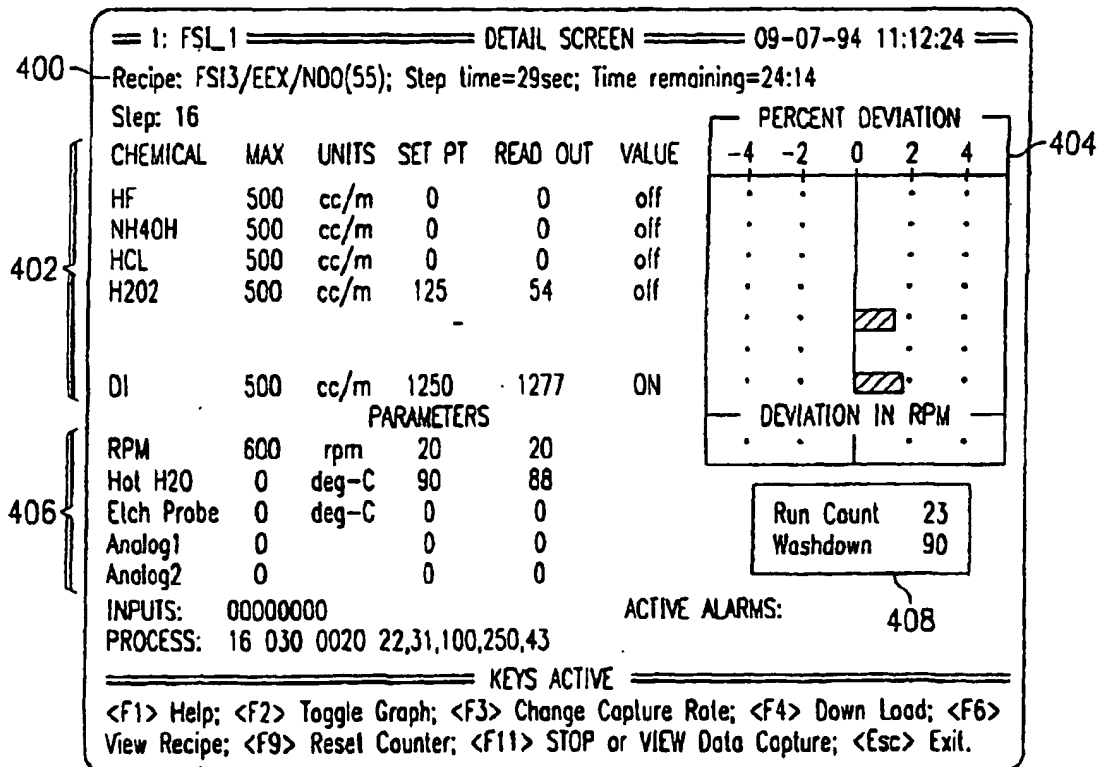 1: FSI_1 DETAIL SCREEN 09-07-94 11:12:24
400
Recipe: FSI3/EEX/NDO(55); Step time=29sec; Time remaining=24:14
Step: 16
PERCENT DEVIATION
404
CHEMICAL MAX UNITS SET PT READ OUT VALUE -4 -2 0 2 4
HF 500 cc/m 0 0 off
NH4OH 500 cc/m 0 0 off
402
HCL 500 cc/m 0 0 off
H2O2 500 cc/m 125 54 off
DI 500 cc/m 1250 1277 ON
PARAMETERS
DEVIATION IN RPM
RPM 600 rpm 20 20
Hot H2O 0 deg-C 90 88
406
Etch Probe 0 deg-C 0 0
Analog1 0 0 0
Analog2 0 0 0
Run Count 23
Washdown 90
408
INPUTS: 00000000 ACTIVE ALARMS:
PROCESS: 16 030 0020 22,31,100,250,43
KEYS ACTIVE
<F1> Help; <F2> Toggle Graph; <F3> Change Capture Rate; <F4> Down Load; <F6>
View Recipe; <F9> Reset Counter; <F11> STOP or VIEW Data Capture; <Esc> Exit.